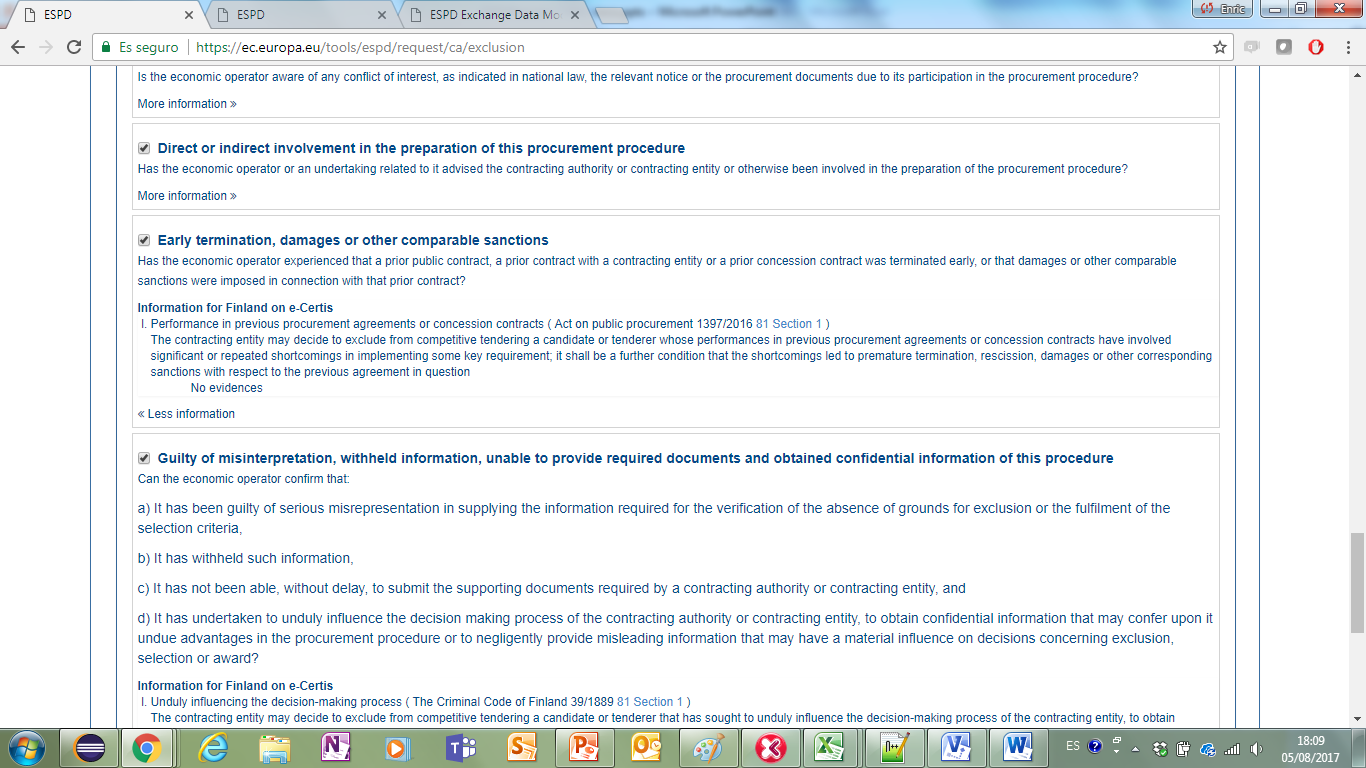 ESPD
ESPD
ESPD Exchange Data Mo
Microsoft PowerPoint
Enric
Es seguro
https://ec.europa.eu/tools/espd/request/ca/exclusion
Is the economic operator aware of any conflict of interest, as indicated in national law, the relevant notice or the procurement documents due to its participation in the procurement procedure?
More information »
Direct or indirect involvement in the preparation of this procurement procedure
Has the economic operator or an undertaking related to it advised the contracting authority or contracting entity or otherwise been involved in the preparation of the procurement procedure?
More information »
Early termination, damages or other comparable sanctions
Has the economic operator experienced that a prior public contract, a prior contract with a contracting entity or a prior concession contract was terminated early, or that damages or other comparable
sanctions were imposed in connection with that prior contract?
Information for Finland on e-Certis
I. Performance in previous procurement agreements or concession contracts ( Act on public procurement 1397/2016 81 Section 1 )
The contracting entity may decide to exclude from competitive tendering a candidate or tenderer whose performances in previous procurement agreements or concession contracts have involved
significant or repeated shortcomings in implementing some key requirement; it shall be a further condition that the shortcomings led to premature termination, rescission, damages or other corresponding
sanctions with respect to the previous agreement in question
No evidences
« Less information
Guilty of misinterpretation, withheld information, unable to provide required documents and obtained confidential information of this procedure
Can the economic operator confirm that:
a) It has been guilty of serious misrepresentation in supplying the information required for the verification of the absence of grounds for exclusion or the fulfilment of the
selection criteria,
b) It has withheld such information,
c) It has not been able, without delay, to submit the supporting documents required by a contracting authority or contracting entity, and
d) It has undertaken to unduly influence the decision making process of the contracting authority or contracting entity, to obtain confidential information that may confer upon it
undue advantages in the procurement procedure or to negligently provide misleading information that may have a material influence on decisions concerning exclusion,
selection or award?
Information for Finland on e-Certis
I. Unduly influencing the decision-making process ( The Criminal Code of Finland 39/1889 81 Section 1 )
The contracting entity may decide to exclude from competitive tendering a candidate or tenderer that has sought to unduly influence the decision-making process of the contracting entity, to obtain
ES
18:09
05/08/2017